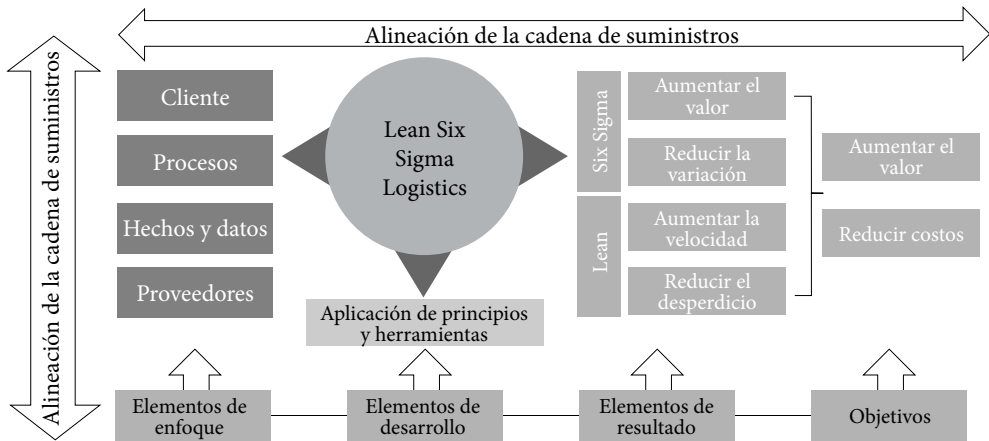 Alineación de la cadena de suministros
Alineación de la cadena de suministros
Cliente
Procesos
Hechos y datos
Proveedores
Lean Six
Sigma
Logistics
Aplicación de principios
y herramientas
Six Sigma
Lean
Aumentar el
valor
Reducir la
variación
Aumentar la
velocidad
Reducir el
desperdicio
Aumentar el
valor
Reducir costos
Elementos de
enfoque
Elementos de
desarrollo
Elementos de
resultado
Objetivos